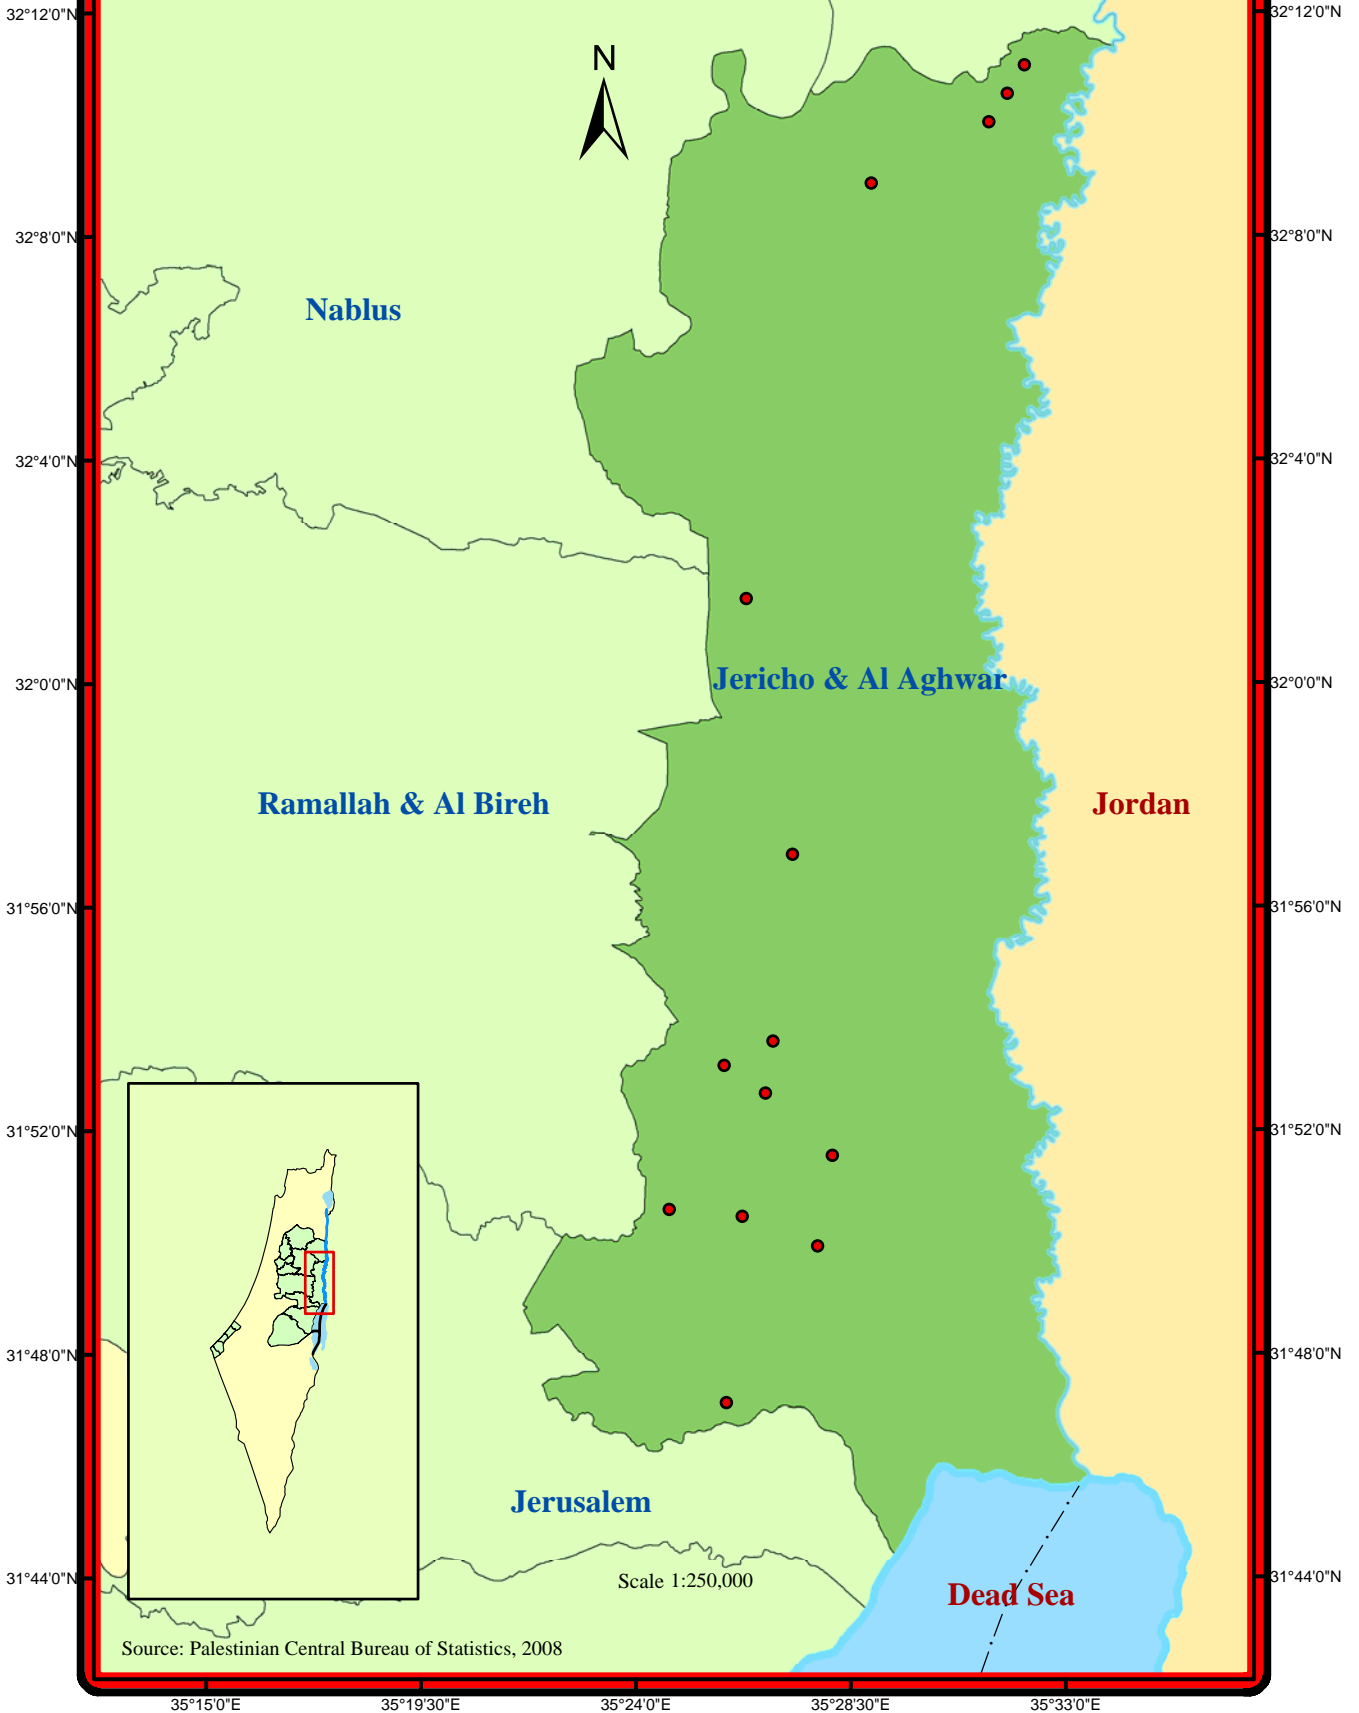 32°12'0"N 32°12'0"N
N
32°8'0"N 32°8'0"N
Nablus
32°4'0"N 32°4'0"N
32°0'0"N Jericho & Al Aghwar 32°0'0"N
Ramallah & Al Bireh Jordan
31°56'0"N 31°56'0"N
31°52'0"N 31°52'0"N
31°48'0"N 31°48'0"N
Jerusalem
31°44'0"N Scale 1:250,000 31°44'0"N
Dead Sea
Source: Palestinian Central Bureau of Statistics, 2008
35°15'0"E 35°19'30"E 35°24'0"E 35°28'30"E 35°33'0"E